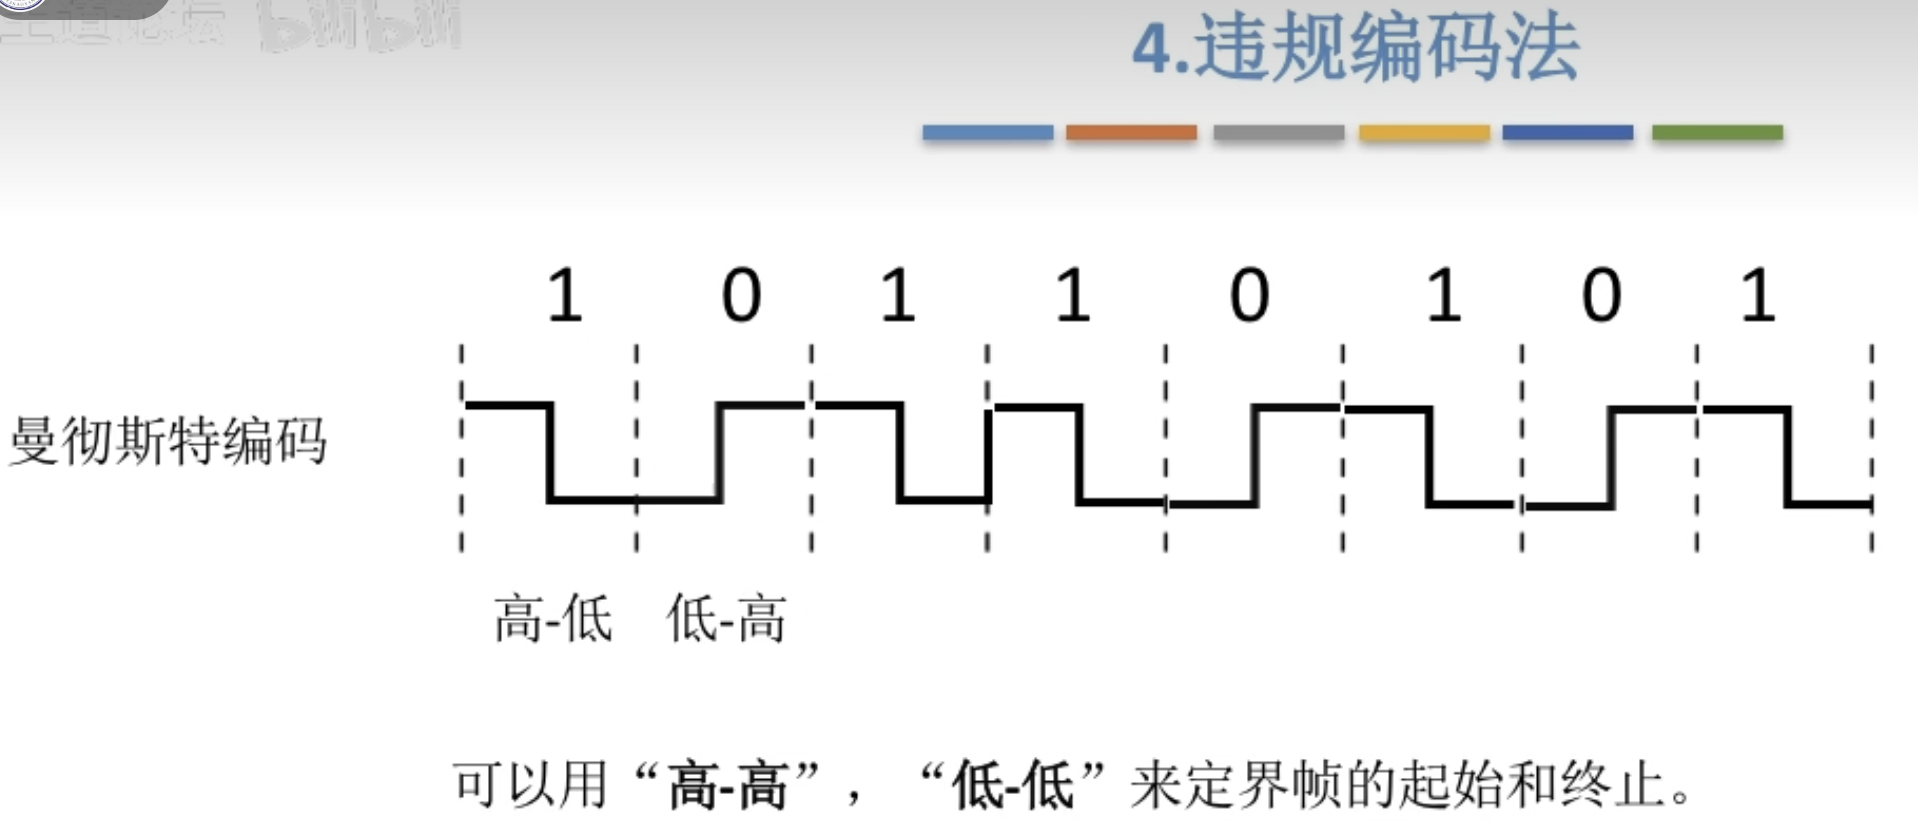 4.违规编码法
1 0 1 1 0 1 0 1
曼彻斯特编码
高-低 低-高
可以用“高-高”，“低-低”来定界帧的起始和终止。